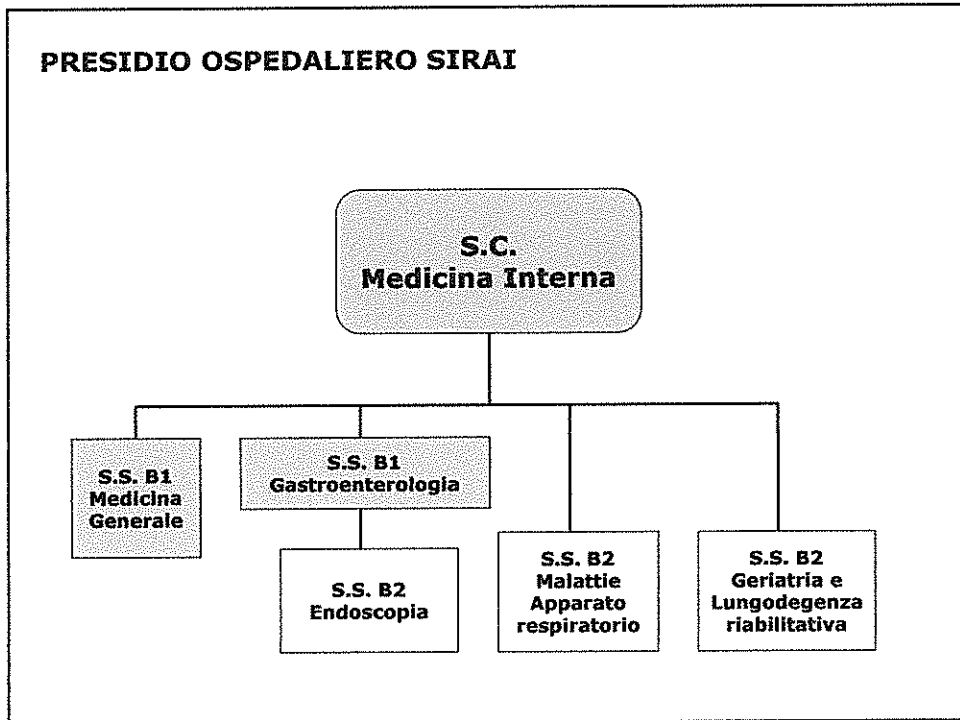 PRESIDIO OSPEDALIERO SIRAI
S.C.
Medicina Interna
S.S. B1
Medicina
Generale
S.S. B1
Gastroenterologia
S.S. B2
Endoscopia
S.S. B2
Malattie
Apparato
respiratorio
S.S. B2
Geriatria e
Lungodegenza
riabilitativa